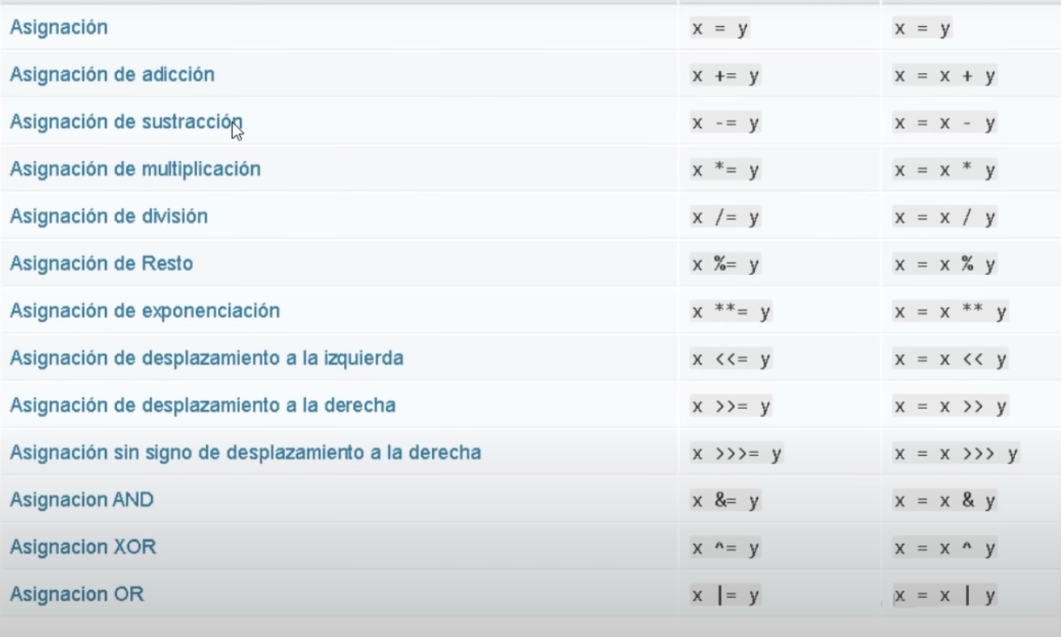 Asignación x = y x = y
Asignación de adicción x += y x = x + y
Asignación de sustracción x -= y x = x - y
Asignación de multiplicación x *= y x = x * y
Asignación de división x /= y x = x / y
Asignación de Resto x %= y x = x % y
Asignación de exponenciación x **= y x = x ** y
Asignación de desplazamiento a la izquierda x <<= y x = x << y
Asignación de desplazamiento a la derecha x >>= y x = x >> y
Asignación sin signo de desplazamiento a la derecha x >>>= y x = x >>> y
Asignacion AND x &= y x = x & y
Asignacion XOR x ^= y x = x ^ y
Asignacion OR x |= y x = x | y